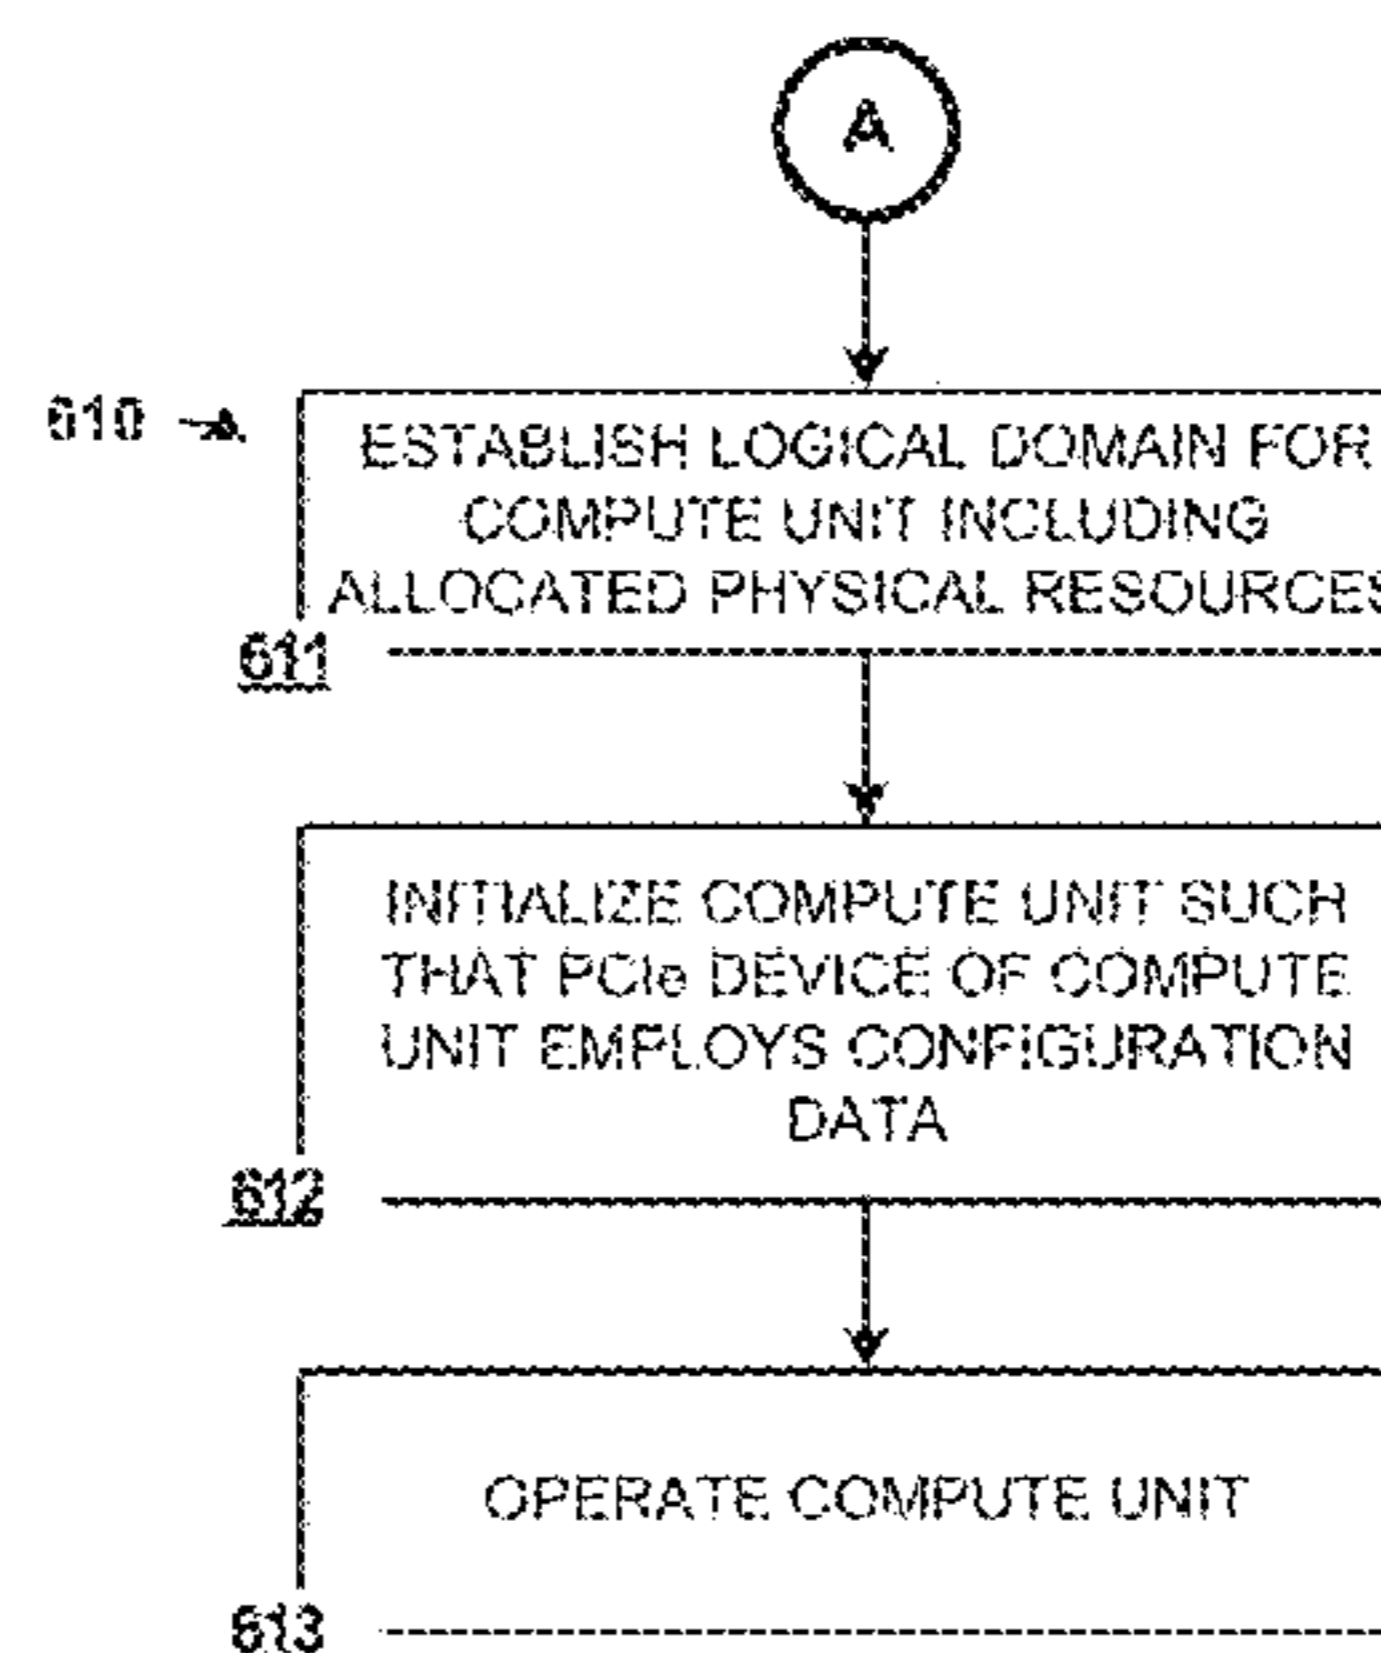 A
610
ESTABLISH LOGICAL DOMAIN FOR
COMPUTE UNIT INCLUDING
ALLOCATED PHYSICAL RESOURCES
611
INITIALIZE COMPUTE UNIT SUCH
THAT PCIe DEVICE OF COMPUTE
UNIT EMPLOYS CONFIGURATION
DATA
612
OPERATE COMPUTE UNIT
613